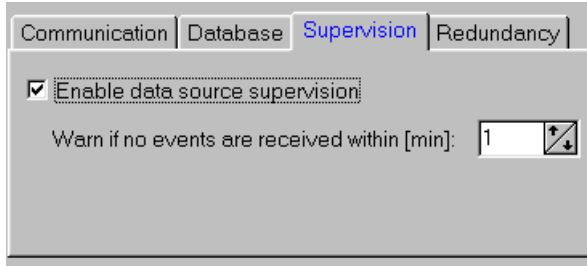 Communication Database Supervision Redundancy
Enable data source supervision
Warn if no events are received within [min]: 1